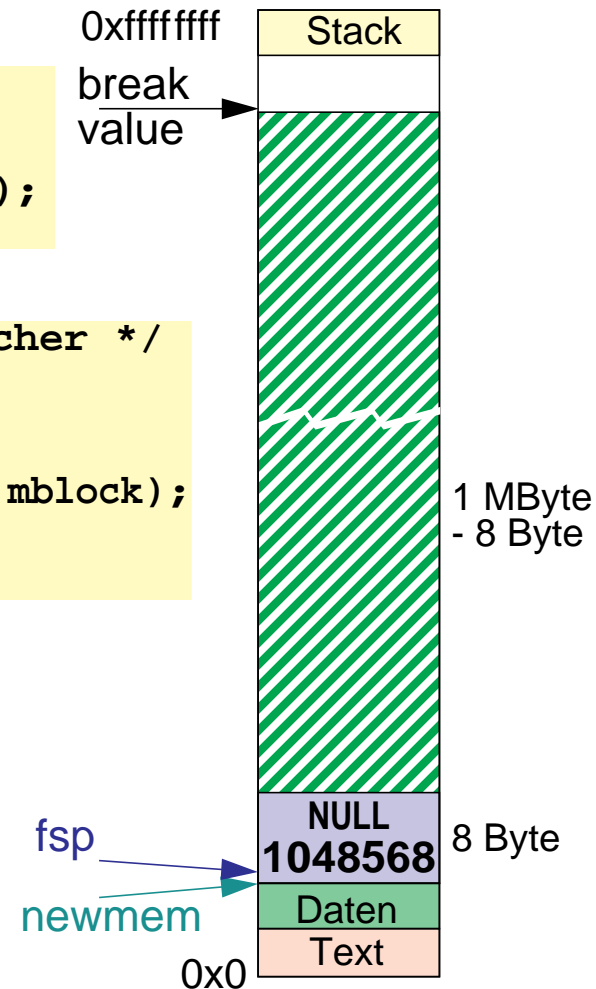 0xffffffff
Stack
break
value
);
cher */
mblock);
1 MByte
- 8 Byte
NULL
1048568
8 Byte
fsp
newmem
Daten
Text
0x0